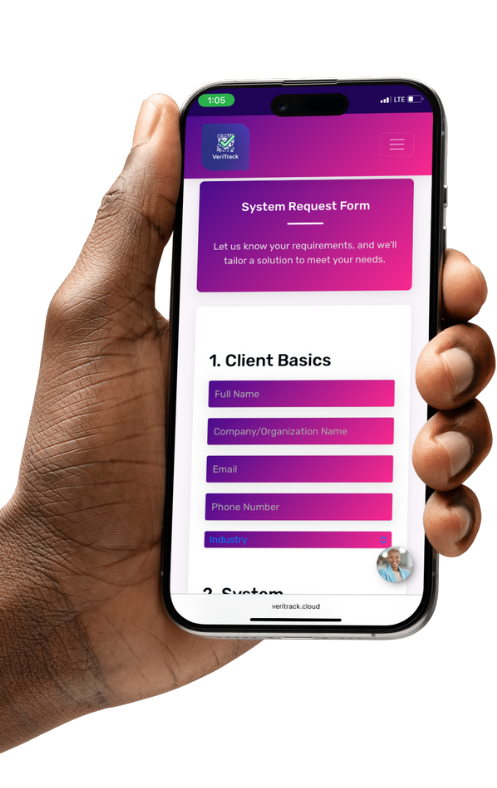 1:05
LTE
VeriTrack
System Request Form
Let us know your requirements, and we'll
tailor a solution to meet your needs.
1. Client Basics
Full Name
Company/Organization Name
Email
Phone Number
Industry
2. System
veritrack.cloud